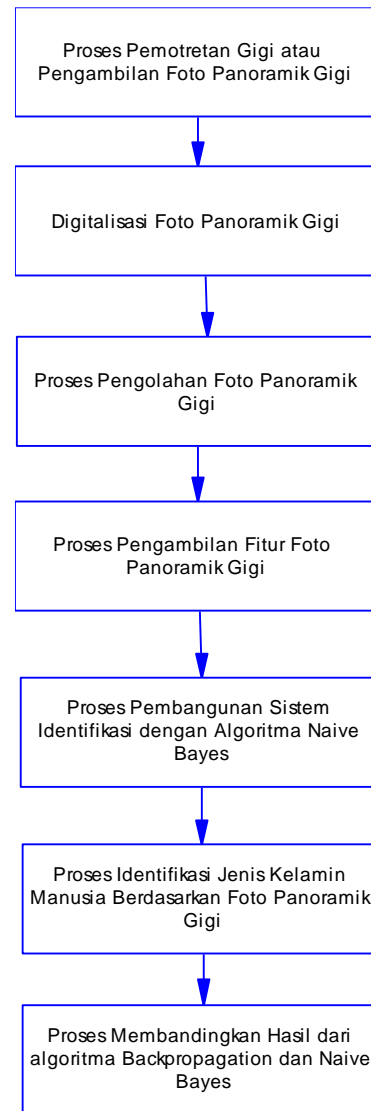 Proses Pemotretan Gigi atau
Pengambilan Foto Panoramik Gigi
Digitalisasi Foto Panoramik Gigi
Proses Pengolahan Foto Panoramik
Gigi
Proses Pengambilan Fitur Foto
Panoramik Gigi
Proses Pembangunan Sistem
Identifikasi dengan Algoritma Naive
Bayes
Proses Identifikasi Jenis Kelamin
Manusia Berdasarkan Foto Panoramik
Gigi
Proses Membandingkan Hasil dari
algoritma Backpropagation dan Naive
Bayes